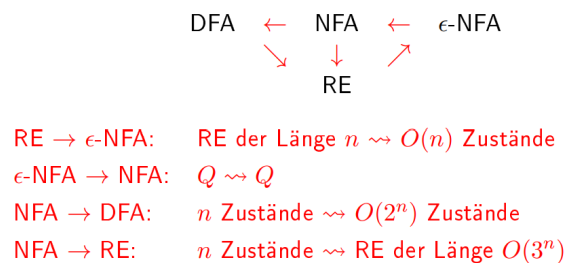 DFA ← NFA ← ϵ-NFA
↘ ↓ ↗
RE
RE → ϵ-NFA: RE der Länge n ⇝ O(n) Zustände
ϵ-NFA → NFA: Q ⇝ Q
NFA → DFA: n Zustände ⇝ O(2ⁿ) Zustände
NFA → RE: n Zustände ⇝ RE der Länge O(3ⁿ)